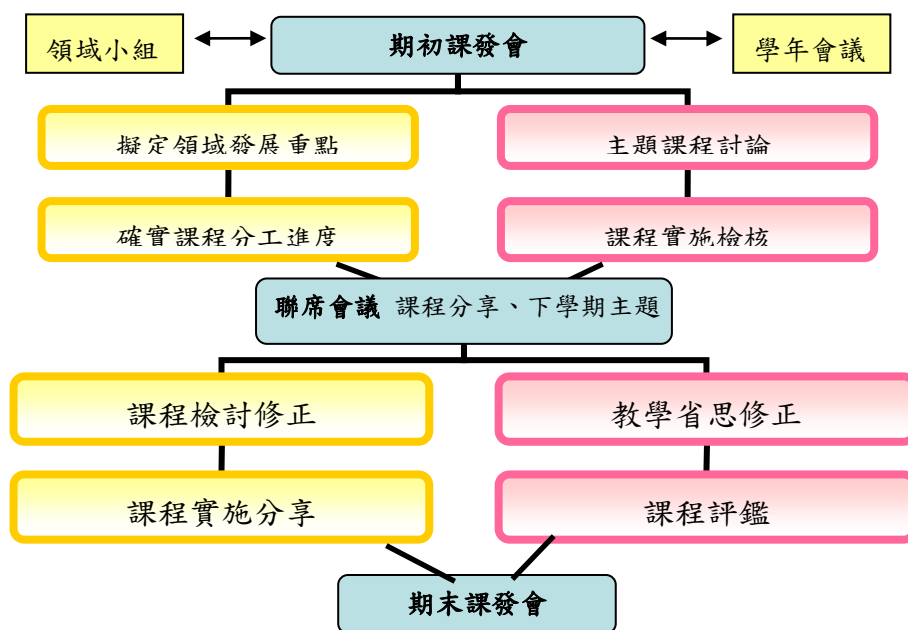 領域小組
期初課發會
學年會議
擬定領域發展重點
主題課程討論
確實課程分工進度
課程實施檢核
聯席會議 課程分享、下學期主題
課程檢討修正
教學省思修正
課程實施分享
課程評鑑
期末課發會